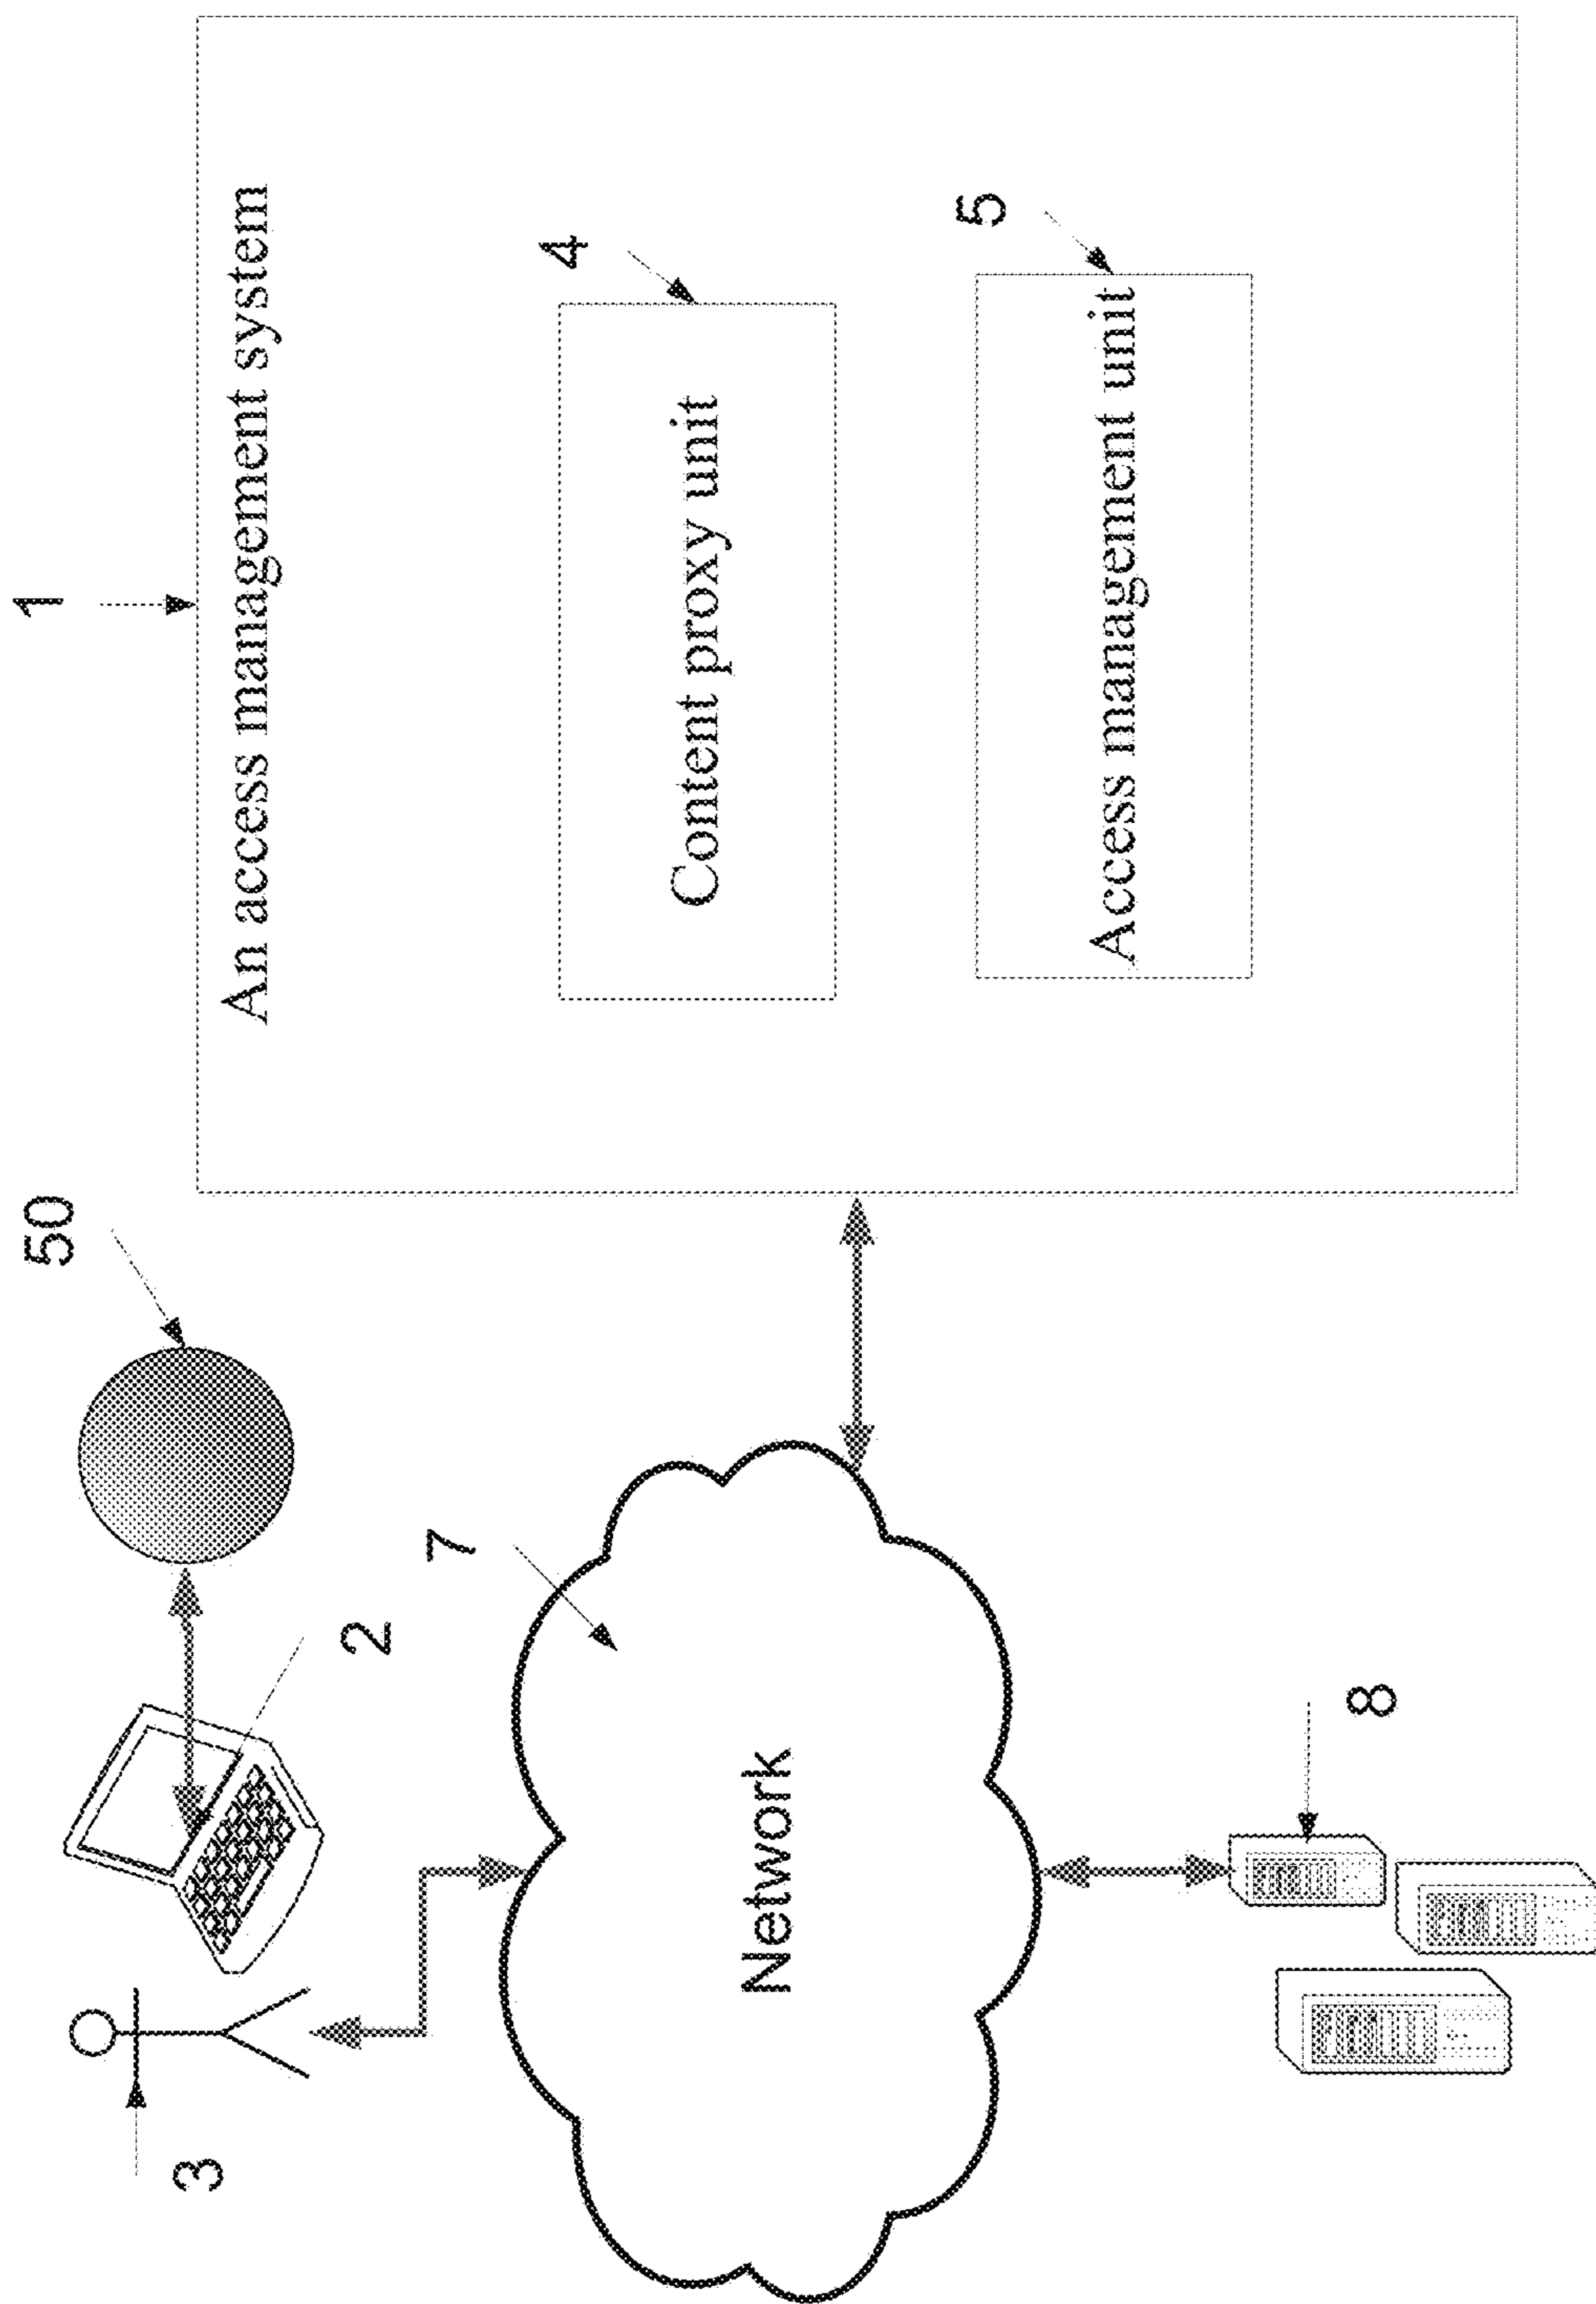 1
An access management system
4
Content proxy unit
5
Access management unit
50
2
3
7
Network
8